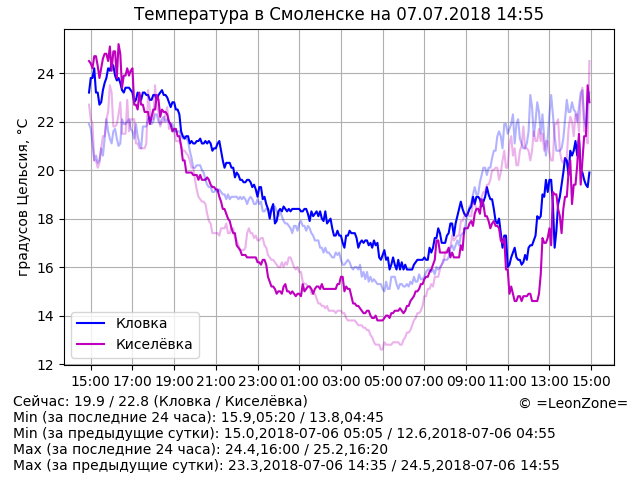 Температура в Смоленске на 07.07.2018 14:55
градусов Цельсия, °C
24
22
20
18
16
14
12
Кловка
Киселёвка
15:00 17:00 19:00 21:00 23:00 01:00 03:00 05:00 07:00 09:00 11:00 13:00 15:00
Сейчас: 19.9 / 22.8 (Кловка / Киселёвка)
© =LeonZone=
Min (за последние 24 часа): 15.9,05:20 / 13.8,04:45
Min (за предыдущие сутки): 15.0,2018-07-06 05:05 / 12.6,2018-07-06 04:55
Max (за последние 24 часа): 24.4,16:00 / 25.2,16:20
Max (за предыдущие сутки): 23.3,2018-07-06 14:35 / 24.5,2018-07-06 14:55